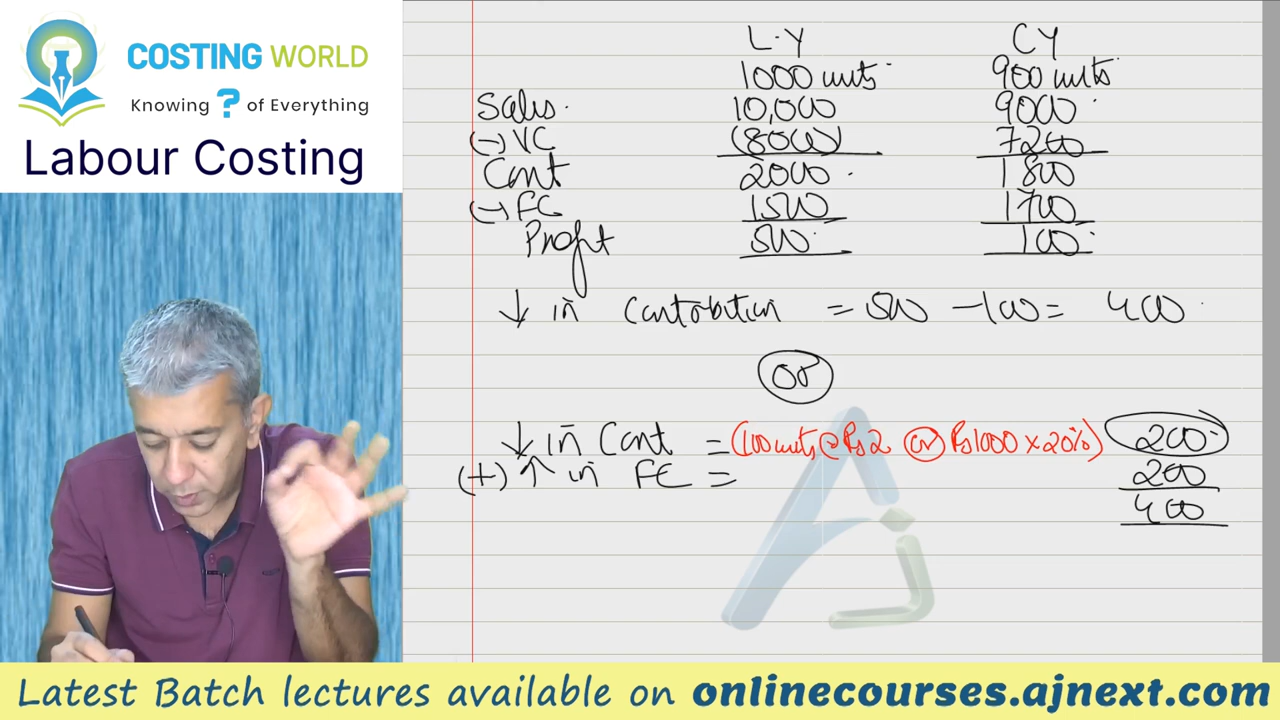 COSTING WORLD
Knowing ? of Everything
Labour Costing
L.Y CY
1000 units 900 units
Sales 10,000 9000
(-) VC (8000) 7200
Cont 2000 1800
(-) FC 1500 1700
Profit 500 100
↓ in Contribution = 500 - 100 = 400
OR
↓ in Cont = (100 units @ Rs 2 OR Rs 1000 × 20%) 200
(+) ↑ in FC = 200
400
Latest Batch lectures available on onlinecourses.ajnext.com